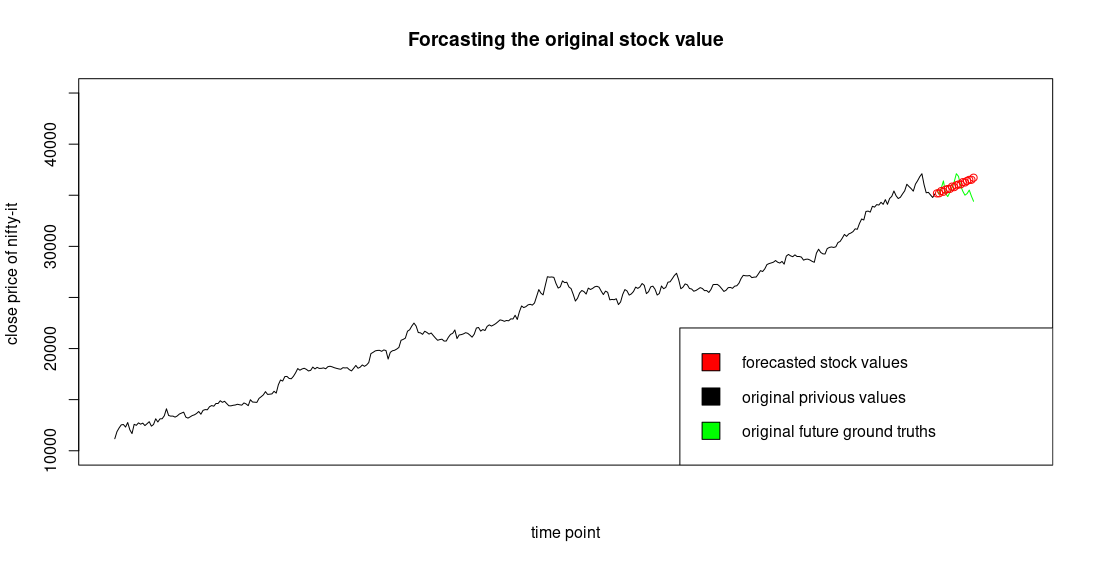 Forcasting the original stock value
close price of nifty-it
40000
30000
20000
10000
forecasted stock values
original privious values
original future ground truths
time point